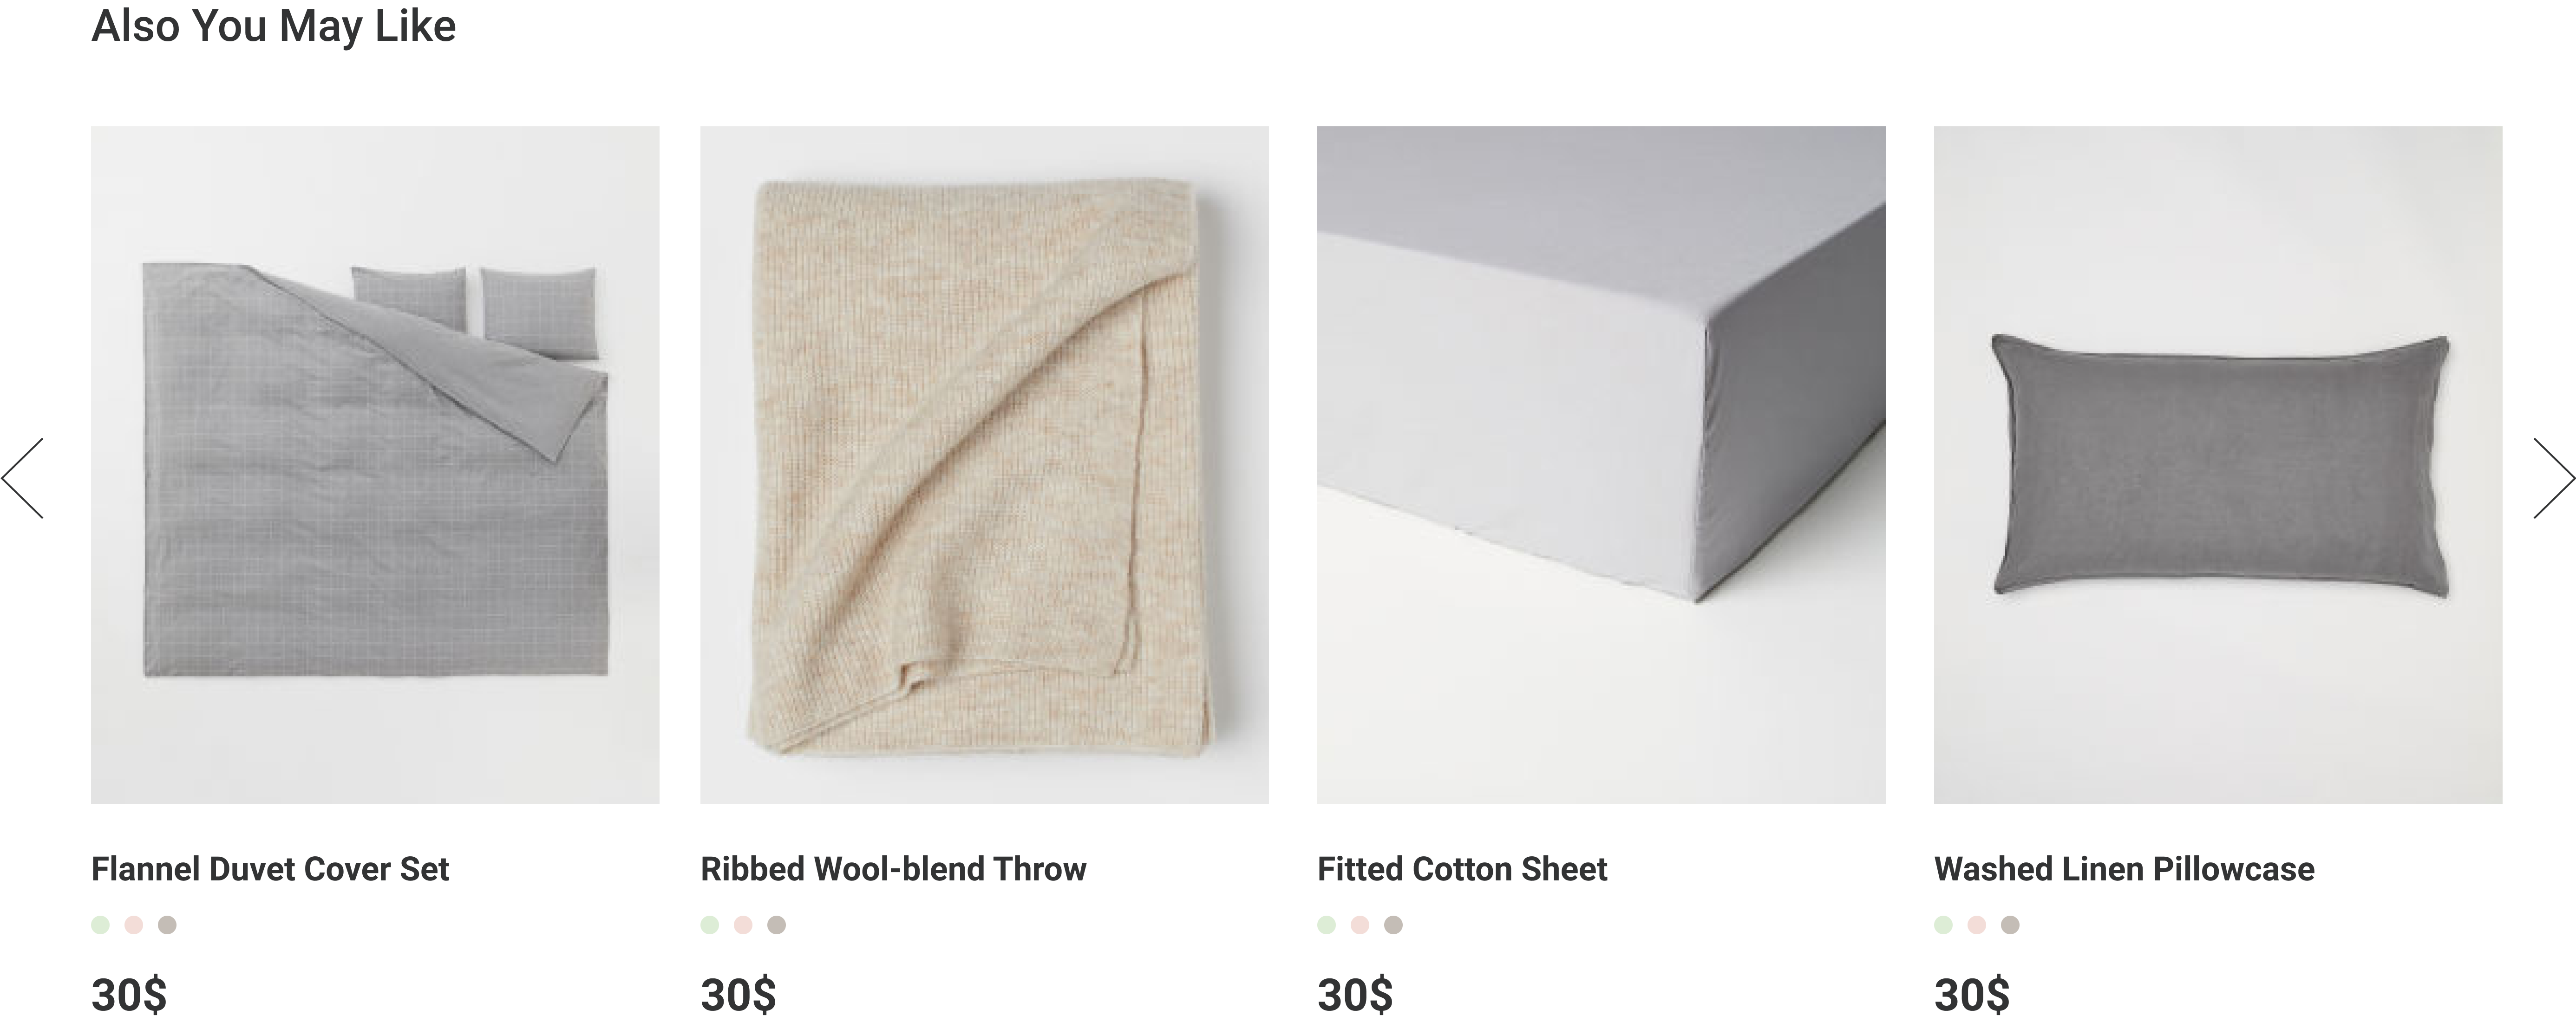 Also You May Like
Flannel Duvet Cover Set
30$
Ribbed Wool-blend Throw
30$
Fitted Cotton Sheet
30$
Washed Linen Pillowcase
30$